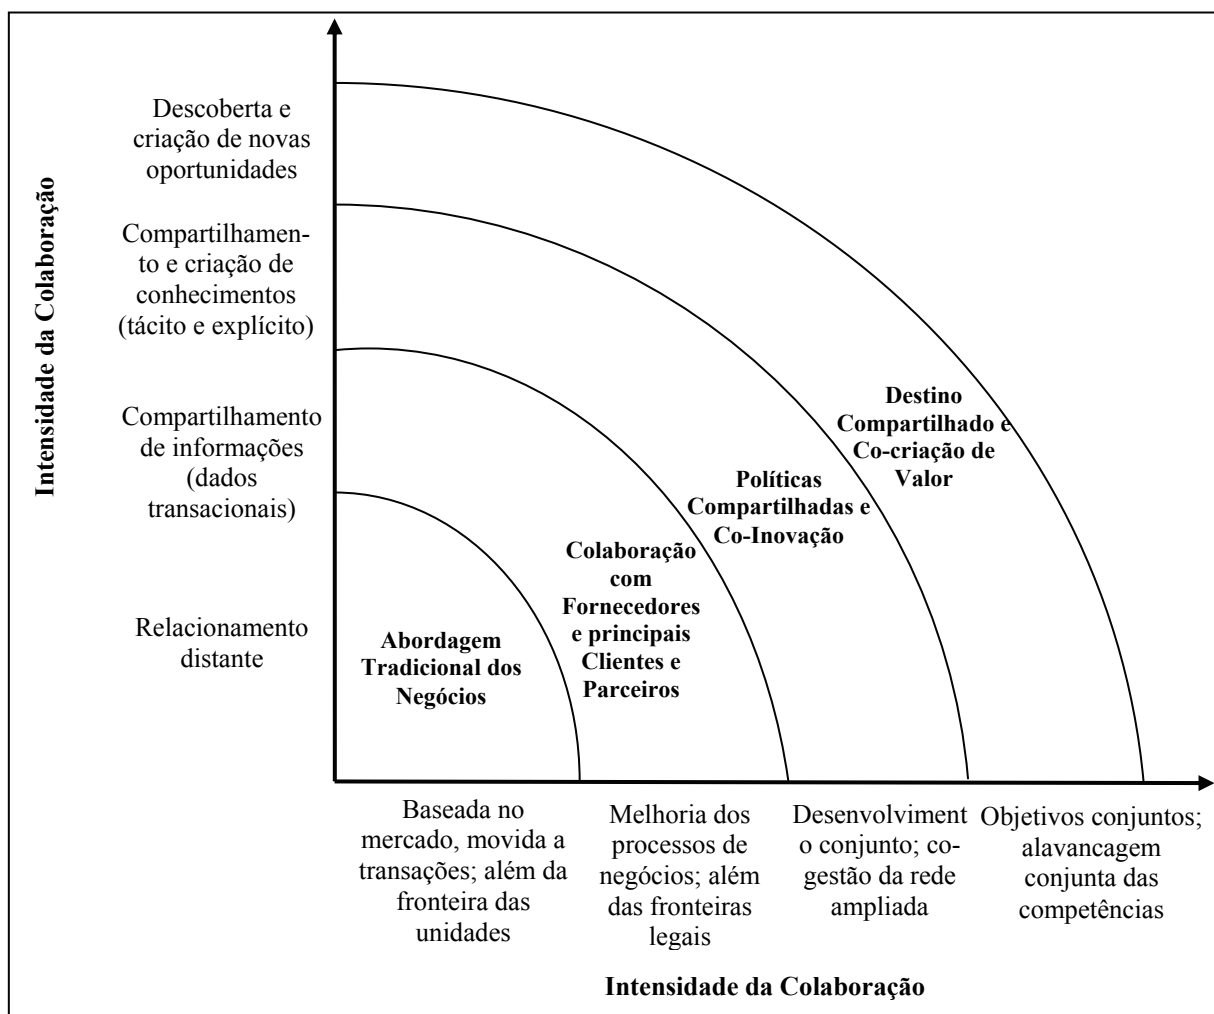 Intensidade da Colaboração
Descoberta e
criação de novas
oportunidades
Compartilhamen-
to e criação de
conhecimentos
(tácito e explícito)
Compartilhamento
de informações
(dados
transacionais)
Relacionamento
distante
Abordagem
Tradicional dos
Negócios
Colaboração
com
Fornecedores
e principais
Clientes e
Parceiros
Políticas
Compartilhadas e
Co-Inovação
Destino
Compartilhado e
Co-criação de
Valor
Baseada no
mercado, movida a
transações; além da
fronteira das
unidades
Melhoria dos
processos de
negócios; além
das fronteiras
legais
Desenvolviment
o conjunto; co-
gestão da rede
ampliada
Objetivos conjuntos;
alavancagem
conjunta das
competências
Intensidade da Colaboração